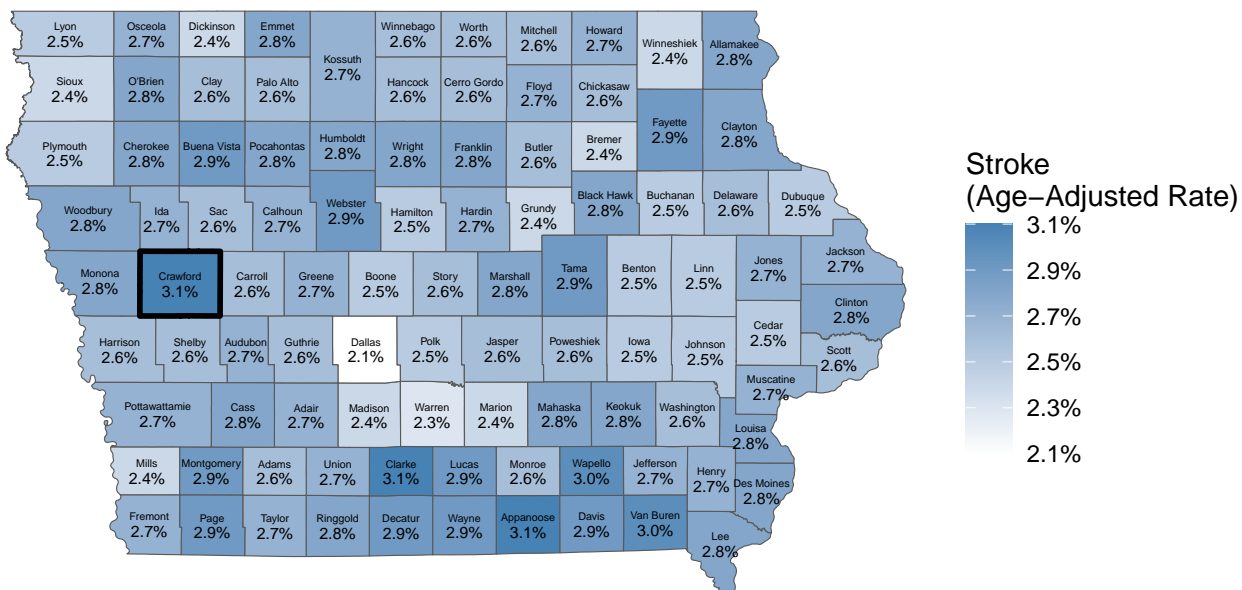 Lyon
2.5%
Osceola
2.7%
Dickinson
2.4%
Emmet
2.8%
Kossuth
2.7%
Winnebago
2.6%
Worth
2.6%
Mitchell
2.6%
Howard
2.7%
Winneshiek
2.4%
Allamakee
2.8%
Sioux
2.4%
O'Brien
2.8%
Clay
2.6%
Palo Alto
2.6%
Hancock
2.6%
Cerro Gordo
2.6%
Floyd
2.7%
Chickasaw
2.6%
Fayette
2.9%
Clayton
2.8%
Plymouth
2.5%
Cherokee
2.8%
Buena Vista
2.9%
Pocahontas
2.8%
Humboldt
2.8%
Wright
2.8%
Franklin
2.8%
Butler
2.6%
Bremer
2.4%
Woodbury
2.8%
Ida
2.7%
Sac
2.6%
Calhoun
2.7%
Webster
2.9%
Hamilton
2.5%
Hardin
2.7%
Grundy
2.4%
Black Hawk
2.8%
Buchanan
2.5%
Delaware
2.6%
Dubuque
2.5%
Monona
2.8%
Crawford
3.1%
Carroll
2.6%
Greene
2.7%
Boone
2.5%
Story
2.6%
Marshall
2.8%
Tama
2.9%
Benton
2.5%
Linn
2.5%
Jones
2.7%
Jackson
2.7%
Clinton
2.8%
Harrison
2.6%
Shelby
2.6%
Audubon
2.7%
Guthrie
2.6%
Dallas
2.1%
Polk
2.5%
Jasper
2.6%
Poweshiek
2.6%
Iowa
2.5%
Johnson
2.5%
Cedar
2.5%
Scott
2.6%
Muscatine
2.7%
Pottawattamie
2.7%
Cass
2.8%
Adair
2.7%
Madison
2.4%
Warren
2.3%
Marion
2.4%
Mahaska
2.8%
Keokuk
2.8%
Washington
2.6%
Louisa
2.8%
Mills
2.4%
Montgomery
2.9%
Adams
2.6%
Union
2.7%
Clarke
3.1%
Lucas
2.9%
Monroe
2.6%
Wapello
3.0%
Jefferson
2.7%
Henry
2.7%
Des Moines
2.8%
Fremont
2.7%
Page
2.9%
Taylor
2.7%
Ringgold
2.8%
Decatur
2.9%
Wayne
2.9%
Appanoose
3.1%
Davis
2.9%
Van Buren
3.0%
Lee
2.8%
Stroke
(Age−Adjusted Rate)
3.1%
2.9%
2.7%
2.5%
2.3%
2.1%